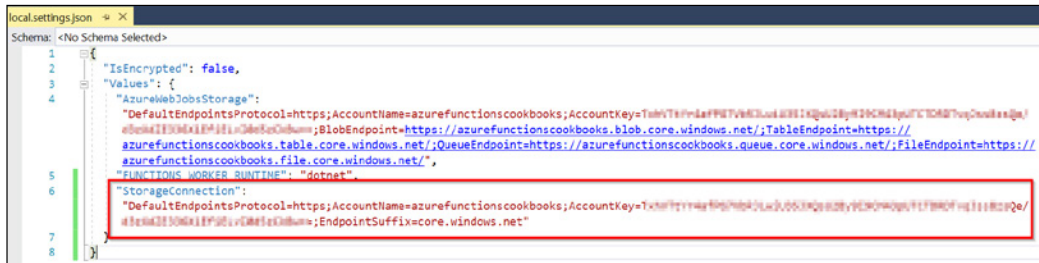 local.settings.json
Schema: <No Schema Selected>
1 {
2 "IsEncrypted": false,
3 "Values": {
4 "AzureWebJobsStorage":
"DefaultEndpointsProtocol=https;AccountName=azurefunctionscookbooks;AccountKey=
;BlobEndpoint=https://azurefunctionscookbooks.blob.core.windows.net/;TableEndpoint=https://
azurefunctionscookbooks.table.core.windows.net/;QueueEndpoint=https://azurefunctionscookbooks.queue.core.windows.net/;FileEndpoint=https://
azurefunctionscookbooks.file.core.windows.net/",
5 "FUNCTIONS_WORKER_RUNTIME": "dotnet",
6 "StorageConnection":
"DefaultEndpointsProtocol=https;AccountName=azurefunctionscookbooks;AccountKey=
;EndpointSuffix=core.windows.net"
7 }
8 }